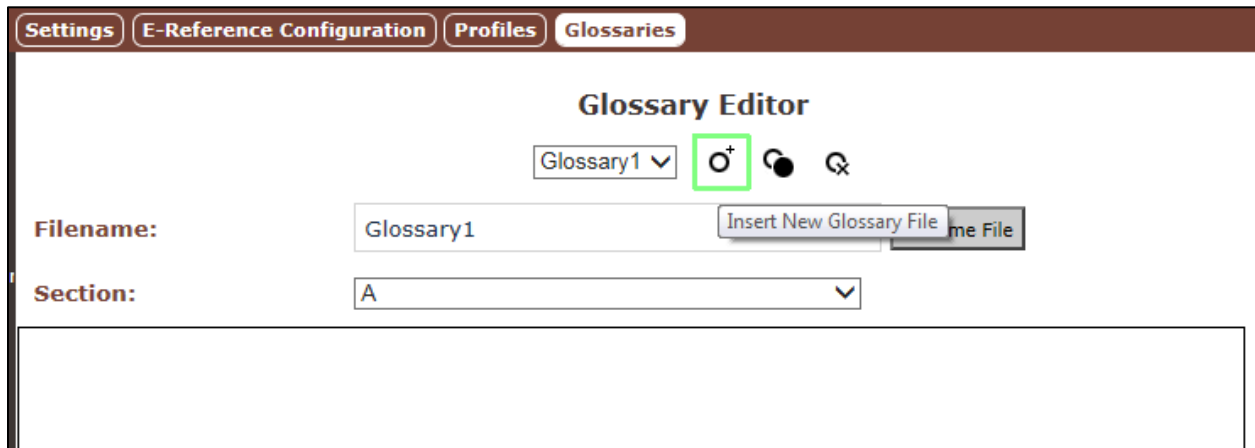 Settings E-Reference Configuration Profiles Glossaries
Glossary Editor
Glossary1
Insert New Glossary File
Filename: Glossary1 me File
Section: A